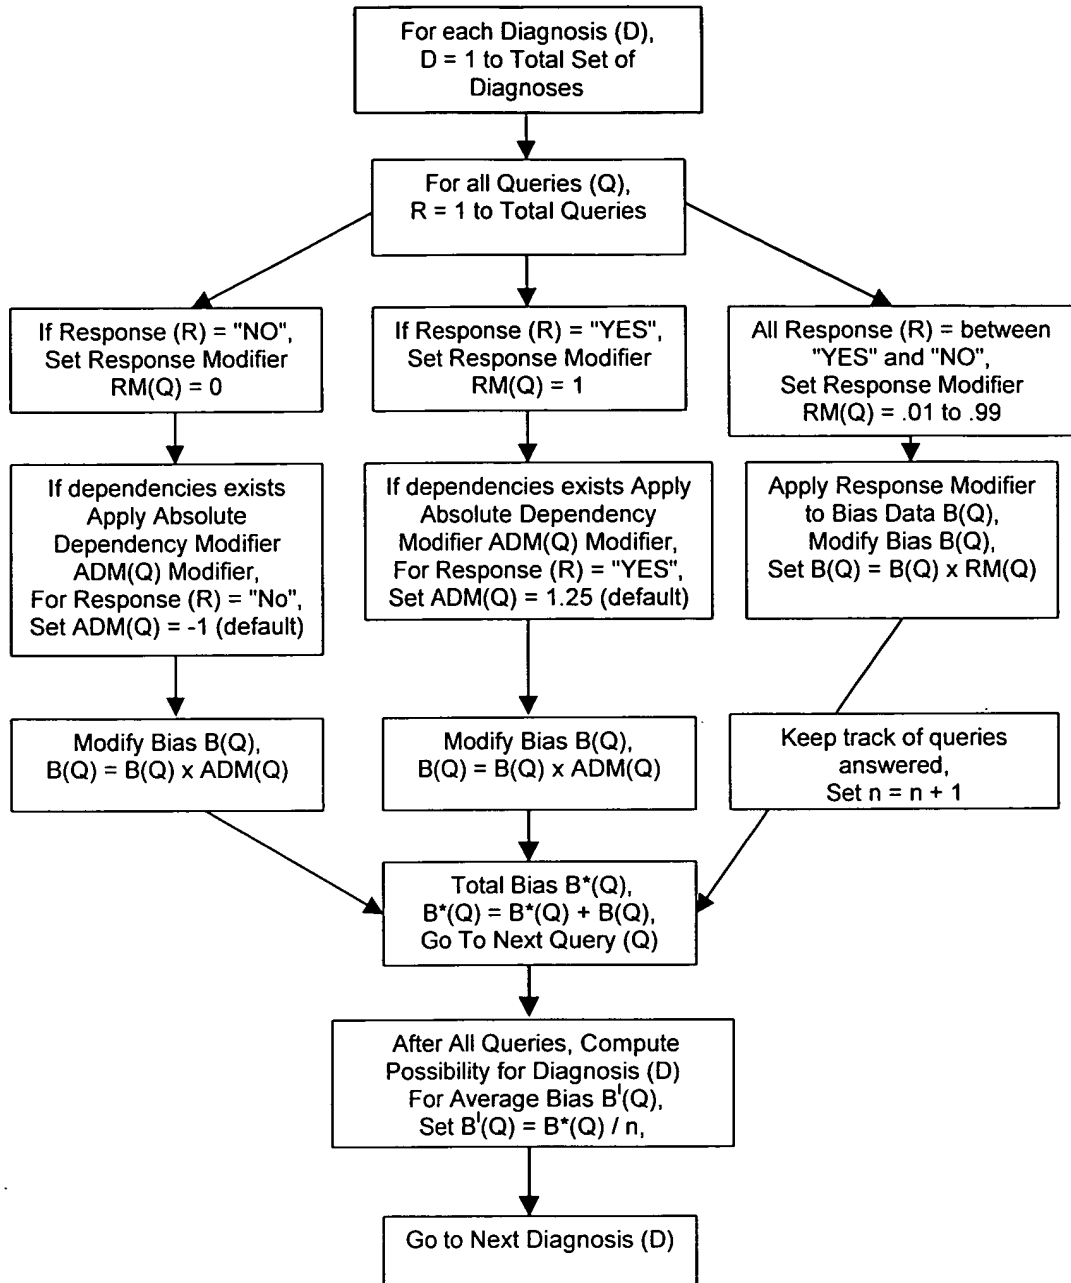 For each Diagnosis (D),
D = 1 to Total Set of
Diagnoses
For all Queries (Q),
R = 1 to Total Queries
If Response (R) = "NO",
Set Response Modifier
RM(Q) = 0
If Response (R) = "YES",
Set Response Modifier
RM(Q) = 1
All Response (R) = between
"YES" and "NO",
Set Response Modifier
RM(Q) = .01 to .99
If dependencies exists
Apply Absolute
Dependency Modifier
ADM(Q) Modifier,
For Response (R) = "No",
Set ADM(Q) = -1 (default)
If dependencies exists Apply
Absolute Dependency
Modifier ADM(Q) Modifier,
For Response (R) = "YES",
Set ADM(Q) = 1.25 (default)
Apply Response Modifier
to Bias Data B(Q),
Modify Bias B(Q),
Set B(Q) = B(Q) x RM(Q)
Modify Bias B(Q),
B(Q) = B(Q) x ADM(Q)
Modify Bias B(Q),
B(Q) = B(Q) x ADM(Q)
Keep track of queries
answered,
Set n = n + 1
Total Bias B*(Q),
B*(Q) = B*(Q) + B(Q),
Go To Next Query (Q)
After All Queries, Compute
Possibility for Diagnosis (D)
For Average Bias B'(Q),
Set B'(Q) = B*(Q) / n,
Go to Next Diagnosis (D)